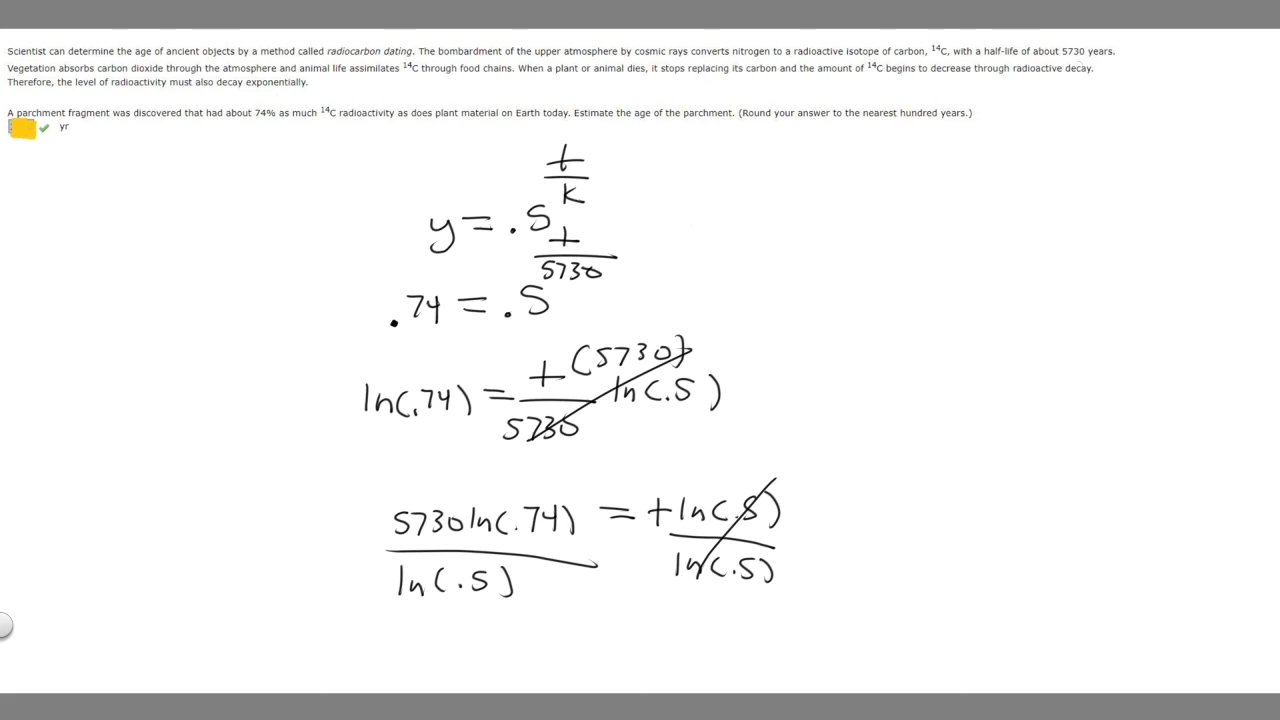 Scientist can determine the age of ancient objects by a method called radiocarbon dating. The bombardment of the upper atmosphere by cosmic rays converts nitrogen to a radioactive isotope of carbon, ¹⁴C, with a half-life of about 5730 years.
Vegetation absorbs carbon dioxide through the atmosphere and animal life assimilates ¹⁴C through food chains. When a plant or animal dies, it stops replacing its carbon and the amount of ¹⁴C begins to decrease through radioactive decay.
Therefore, the level of radioactivity must also decay exponentially.
A parchment fragment was discovered that had about 74% as much ¹⁴C radioactivity as does plant material on Earth today. Estimate the age of the parchment. (Round your answer to the nearest hundred years.)
yr
t
k
y = .5
t
5730
.74 = .5
t (5730)
ln(.74) = ln(.5)
5730
5730 ln(.74) = t ln(.5)
ln(.5) ln(.5)